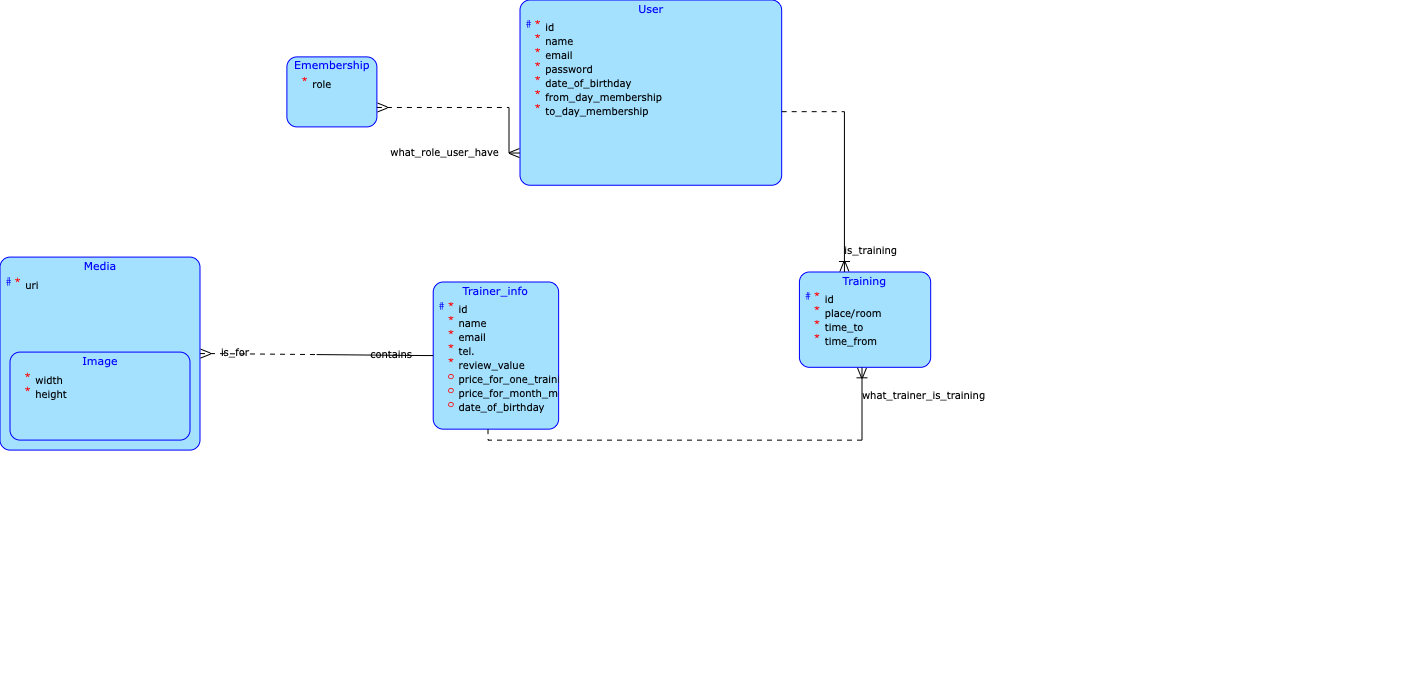 User
# * id
* name
* email
* password
* date_of_birthday
* from_day_membership
* to_day_membership
Emembership
* role
what_role_user_have
is_training
Media
# * uri
Image
* width
* height
is_for
contains
Trainer_info
# * id
* name
* email
* tel.
* review_value
o price_for_one_train
o price_for_month_m
o date_of_birthday
Training
# * id
* place/room
* time_to
* time_from
what_trainer_is_training